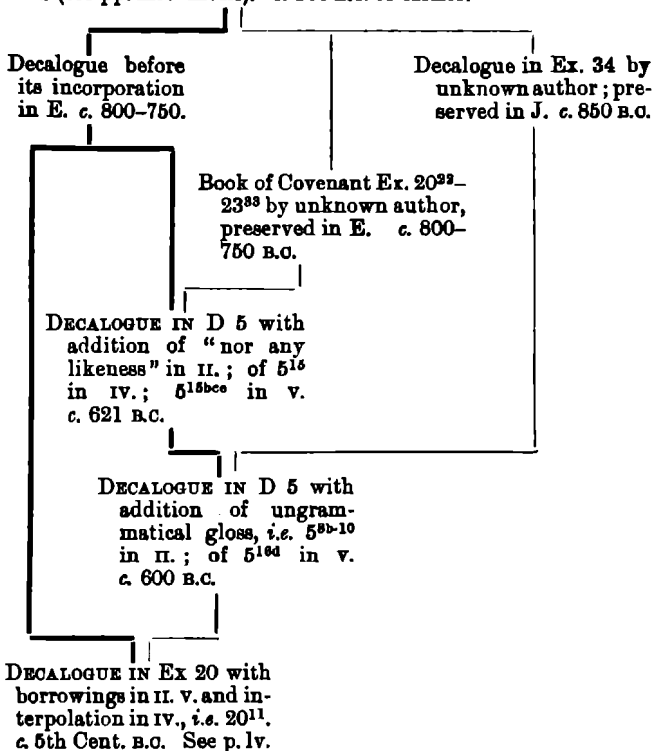 Decalogue before
its incorporation
in E. c. 800–750.
Decalogue in Ex. 34 by
unknown author; pre-
served in J. c. 850 B.C.
Book of Covenant Ex. 20²²–
23³³ by unknown author,
preserved in E. c. 800–
750 B.C.
DECALOGUE IN D 5 with
addition of “nor any
likeness” in II.; of 5¹⁵
in IV.; 5¹⁶ᵇᶜᵉ in V.
c. 621 B.C.
DECALOGUE IN D 5 with
addition of ungram-
matical gloss, i.e. 5⁸ᵇ⁻¹⁰
in II.; of 5¹⁶ᵈ in V.
c. 600 B.C.
DECALOGUE IN Ex 20 with
borrowings in II. V. and in-
terpolation in IV., i.e. 20¹¹.
c. 5th Cent. B.C. See p. lv.